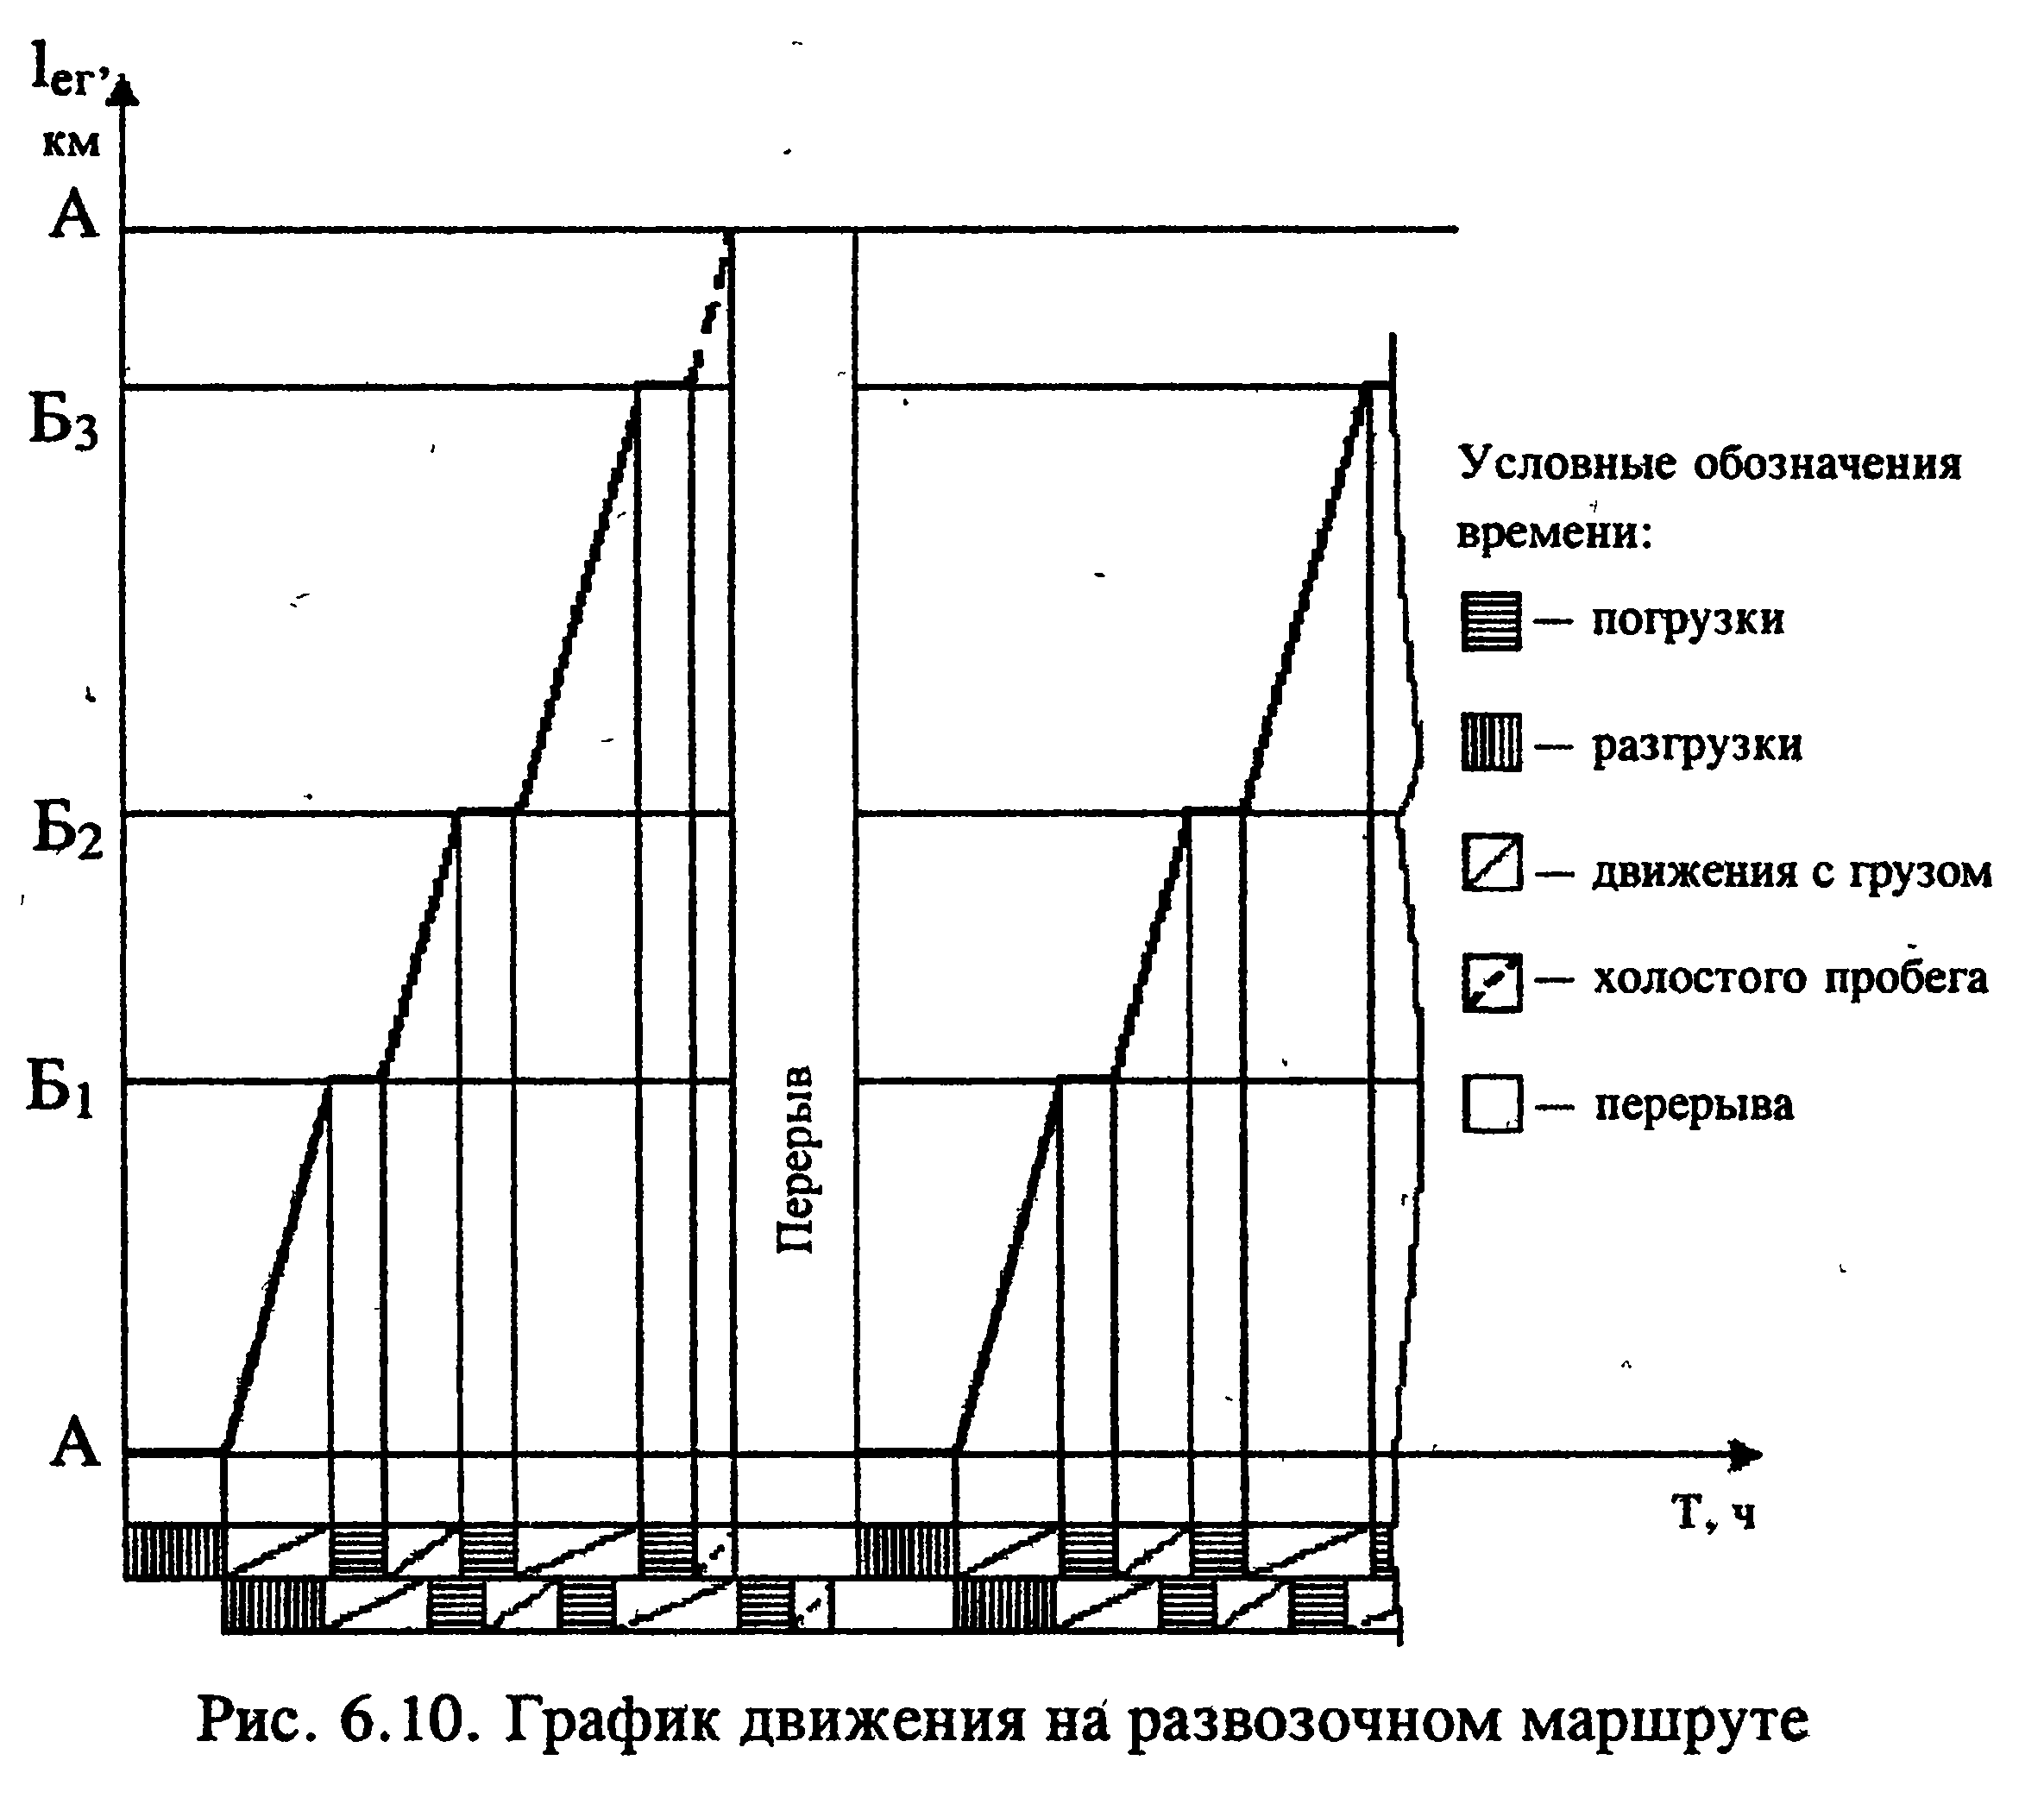 lег,
км
А
Б3
Б2
Б1
А
Перерыв
Т, ч
Условные обозначения
времени:
— погрузки
— разгрузки
— движения с грузом
— холостого пробега
— перерыва
Рис. 6.10. График движения на развозочном маршруте